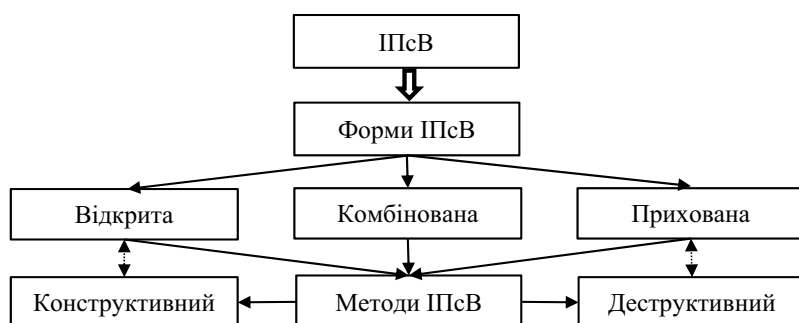 ІПсВ
Форми ІПсВ
Відкрита
Комбінована
Прихована
Конструктивний
Методи ІПсВ
Деструктивний